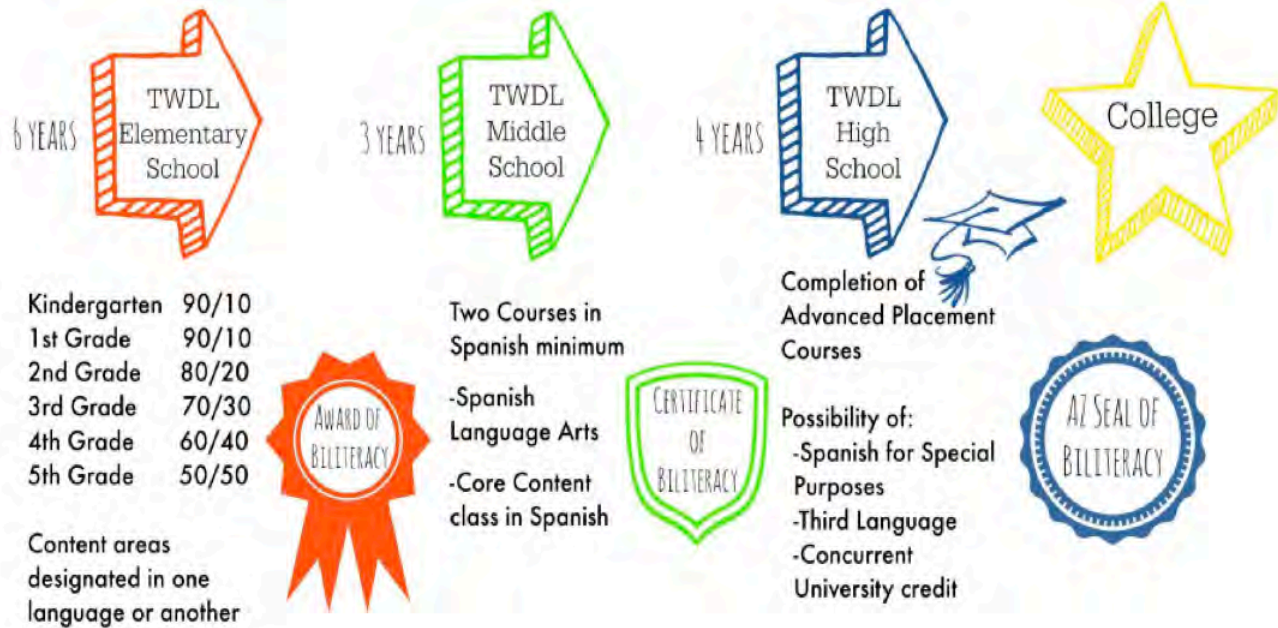 6 YEARS
TWDL
Elementary
School
3 YEARS
TWDL
Middle
School
4 YEARS
TWDL
High
School
College
Kindergarten 90/10
1st Grade 90/10
2nd Grade 80/20
3rd Grade 70/30
4th Grade 60/40
5th Grade 50/50
Content areas
designated in one
language or another
AWARD OF
BILITERACY
Two Courses in
Spanish minimum
-Spanish
Language Arts
-Core Content
class in Spanish
CERTIFICATE
OF
BILITERACY
Completion of
Advanced Placement
Courses
Possibility of:
-Spanish for Special
Purposes
-Third Language
-Concurrent
University credit
AZ SEAL OF
BILITERACY